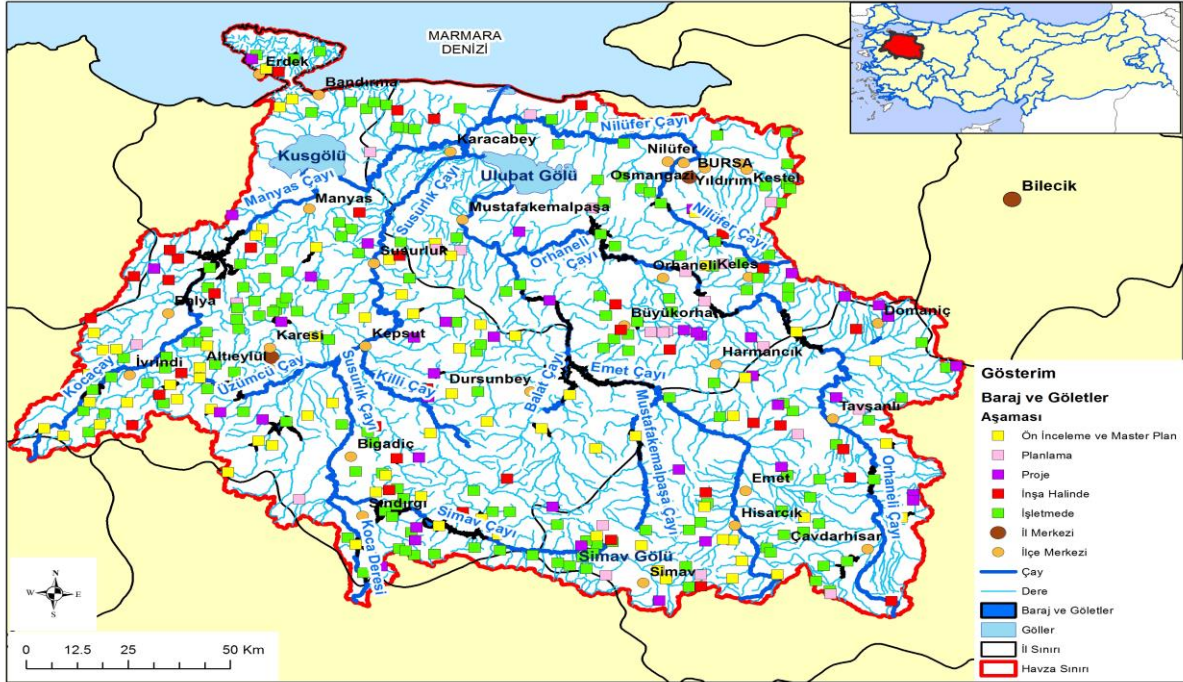 MARMARA
DENİZİ
Erdek
Bandırma
Karacabey
Nilüfer Çayı
Nilüfer
BURSA
Osmangazi
Yıldırım
Kestel
Kusgölü
Ulubat Gölü
Bilecik
Manyas Çayı
Manyas
Susurluk Çayı
Mustafakemalpaşa
Nilüfer Çayı
Susurluk
Orhaneli
Çayı
Orhaneli
Keles
Balya
Büyükorhan
Domaniç
Karesi
Kepsut
Altıeylül
İvrindi
Harmancık
Kocaçay
Üzümcü Çay
Susurlık Çayı
Killi Çay
Dursunbey
Balat Çayı
Emet Çayı
Mustafakemalpaşa Çayı
Tavşanlı
Orhaneli Çayı
Bigadiç
Emet
Sındırgı
Hisarcık
Simav Çayı
Koca Deresi
Simav Gölü
Çavdarhisar
Simav
Gösterim
Baraj ve Göletler
Aşaması
Ön İnceleme ve Master Plan
Planlama
Proje
İnşa Halinde
İşletmede
İl Merkezi
İlçe Merkezi
Çay
Dere
Baraj ve Göletler
Göller
İl Sınırı
Havza Sınırı
N
W E
S
0 12.5 25 50 Km